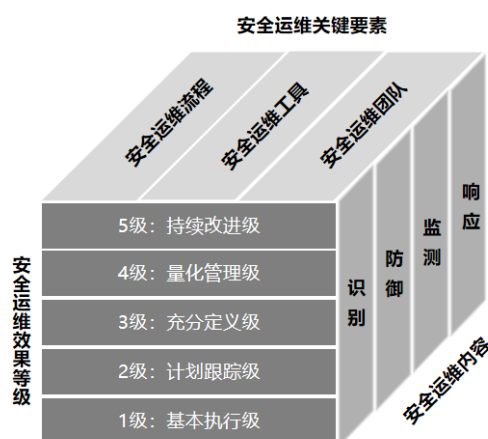 安全运维关键要素
安全运维流程
安全运维工具
安全运维团队
5级：持续改进级
4级：量化管理级
3级：充分定义级
2级：计划跟踪级
1级：基本执行级
安全运维效果等级
识别
防御
监测
响应
安全运维内容